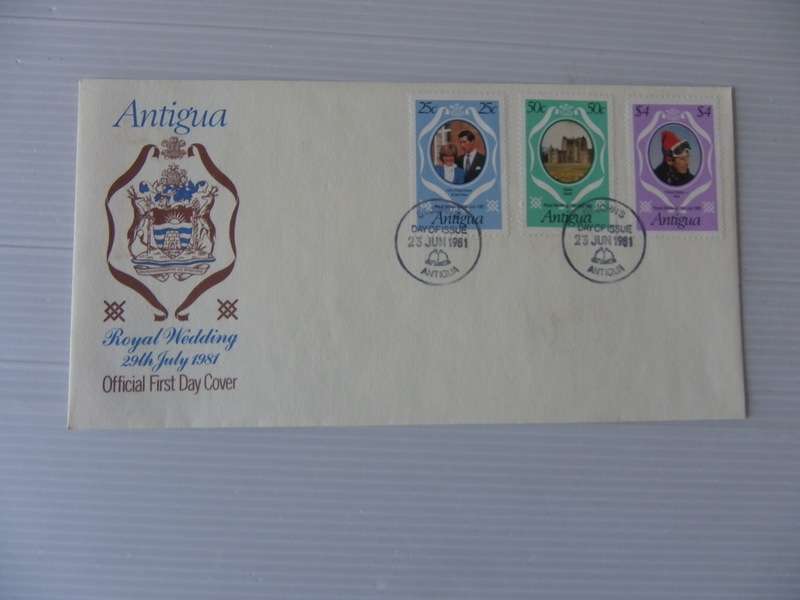 Antigua
Royal Wedding
29th July 1981
Official First Day Cover
25c 25c
Antigua
50c 50c
Antigua
$4 $4
Antigua
DAY OF ISSUE
23 JUN 1981
ANTIGUA
DAY OF ISSUE
23 JUN 1981
ANTIGUA